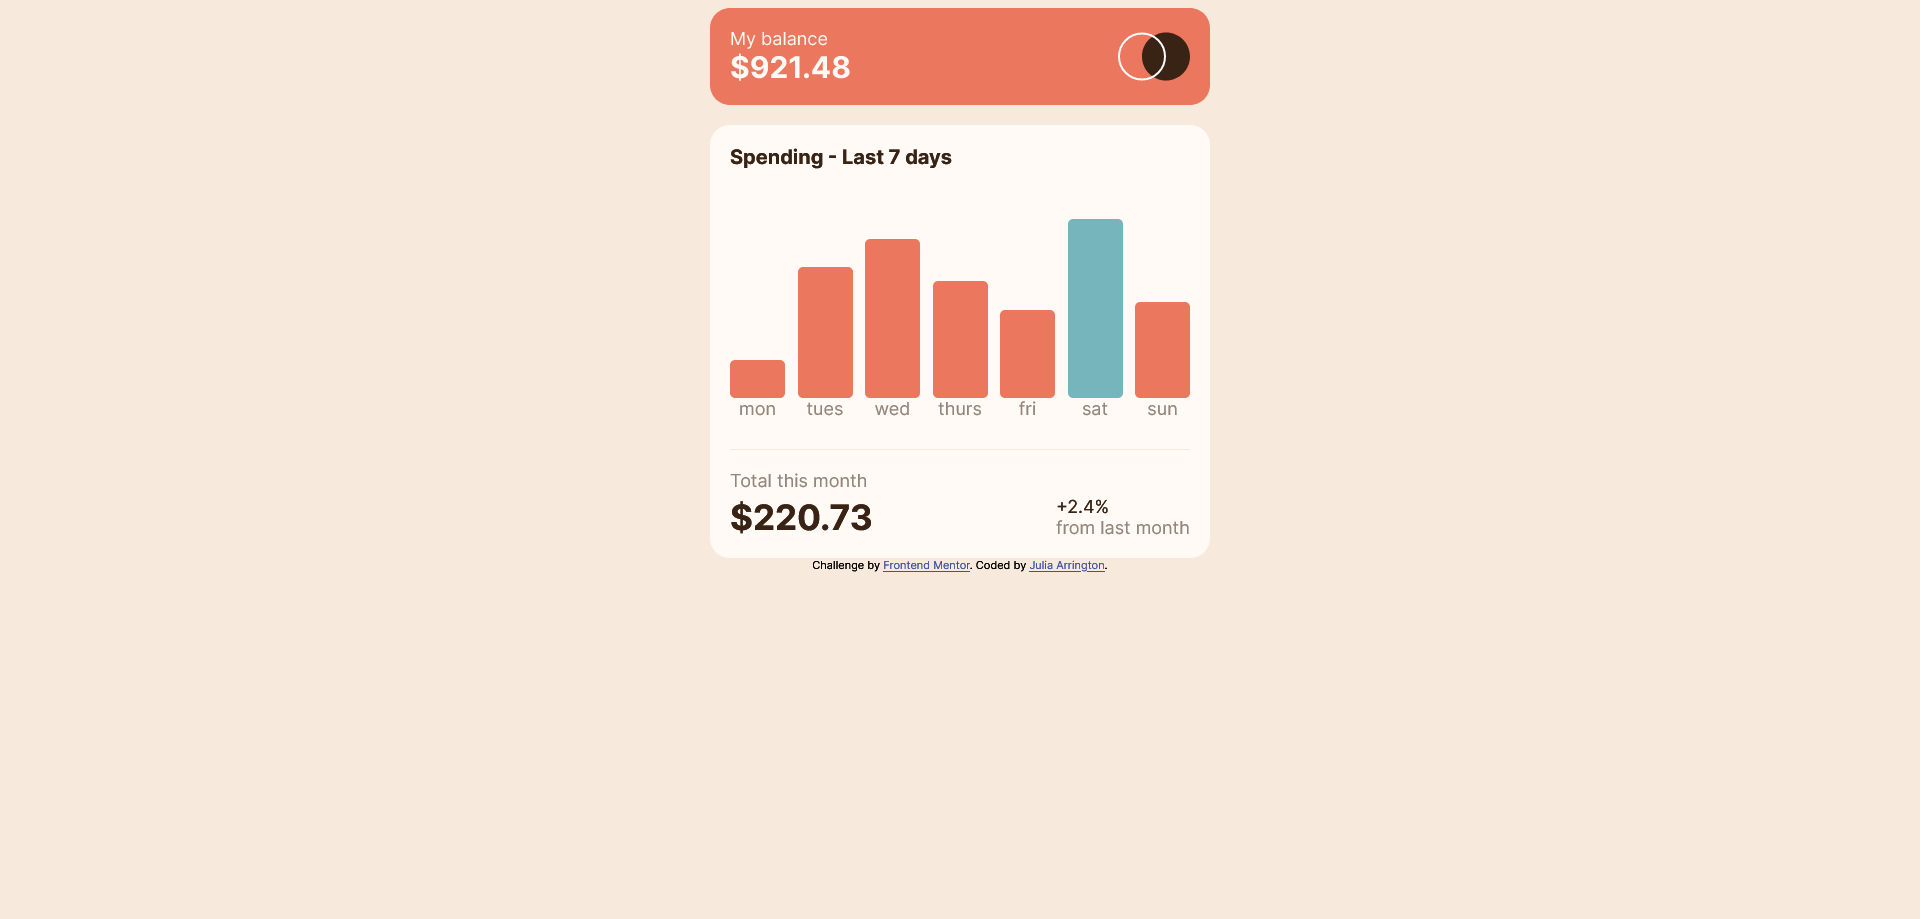 My balance
$921.48
Spending - Last 7 days
mon tues wed thurs fri sat sun
Total this month
$220.73
+2.4%
from last month
Challenge by Frontend Mentor. Coded by Julia Arrington.